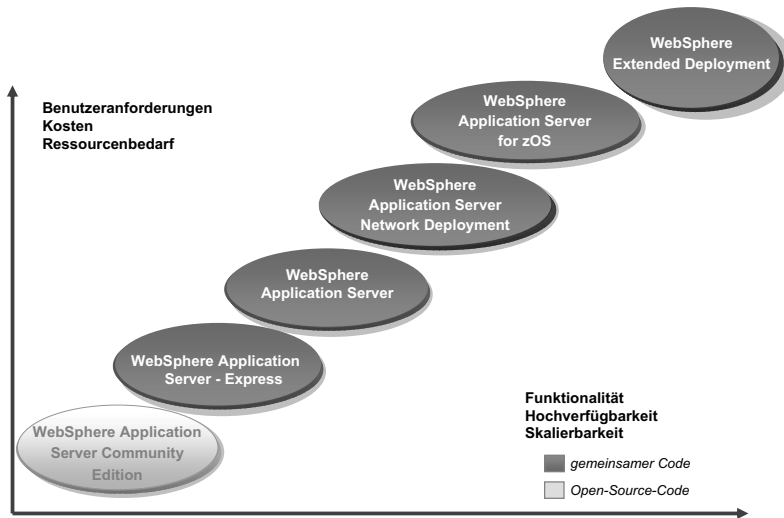 WebSphere
Extended Deployment
Benutzeranforderungen
Kosten
Ressourcenbedarf
WebSphere
Application Server
for zOS
WebSphere
Application Server
Network Deployment
WebSphere
Application Server
WebSphere Application
Server - Express
WebSphere Application
Server Community
Edition
Funktionalität
Hochverfügbarkeit
Skalierbarkeit
gemeinsamer Code
Open-Source-Code